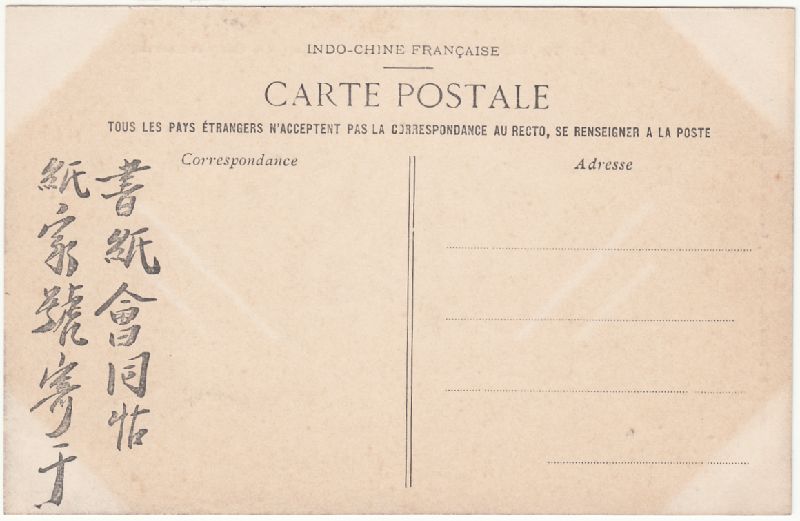 INDO-CHINE FRANÇAISE
CARTE POSTALE
TOUS LES PAYS ÉTRANGERS N'ACCEPTENT PAS LA CORRESPONDANCE AU RECTO, SE RENSEIGNER A LA POSTE
Correspondance
Adresse
書紙會同帖
紙家號寄于